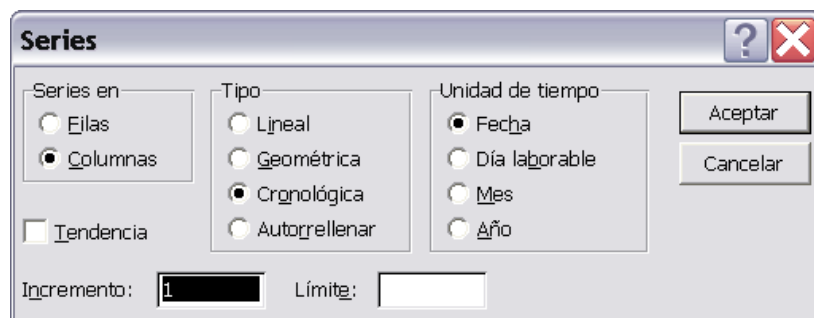 Series
Series en
Filas
Columnas
Tendencia
Tipo
Lineal
Geométrica
Cronológica
Autorrellenar
Unidad de tiempo
Fecha
Día laborable
Mes
Año
Aceptar
Cancelar
Incremento: 1
Límite: